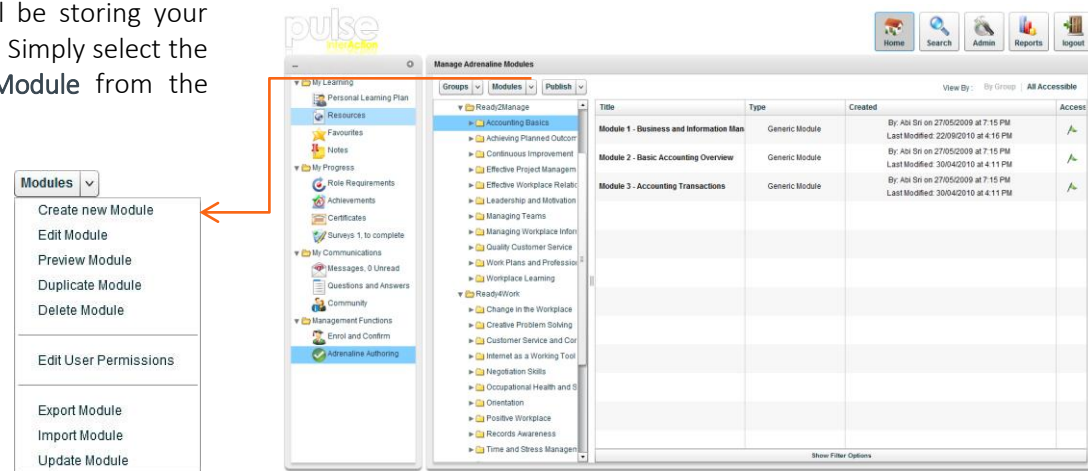 l be storing your
Simply select the
Module from the
Modules
Create new Module
Edit Module
Preview Module
Duplicate Module
Delete Module
Edit User Permissions
Export Module
Import Module
Update Module
pulse
InterAction
Home
Search
Admin
Reports
logout
My Learning
Personal Learning Plan
Resources
Favourites
Notes
My Progress
Role Requirements
Achievements
Certificates
Surveys 1, to complete
My Communications
Messages, 0 Unread
Questions and Answers
Community
Management Functions
Enrol and Confirm
Adrenaline Authoring
Manage Adrenaline Modules
Groups Modules Publish
View By: By Group All Accessible
Ready2Manage
Accounting Basics
Achieving Planned Outcom
Continuous Improvement
Effective Project Managem
Effective Workplace Relatic
Leadership and Motivation
Managing Teams
Managing Workplace Inforr
Quality Customer Service
Work Plans and Profession
Workplace Learning
Ready4Work
Change in the Workplace
Creative Problem Solving
Customer Service and Cor
Internet as a Working Tool
Negotiation Skills
Occupational Health and S
Orientation
Positive Workplace
Records Awareness
Time and Stress Managem
Title Type Created Access
Module 1 - Business and Information Man Generic Module By: Abi Sri on 27/05/2009 at 7:15 PM
Last Modified: 22/09/2010 at 4:16 PM
Module 2 - Basic Accounting Overview Generic Module By: Abi Sri on 27/05/2009 at 7:15 PM
Last Modified: 30/04/2010 at 4:11 PM
Module 3 - Accounting Transactions Generic Module By: Abi Sri on 27/05/2009 at 7:15 PM
Last Modified: 30/04/2010 at 4:11 PM
Show Filter Options